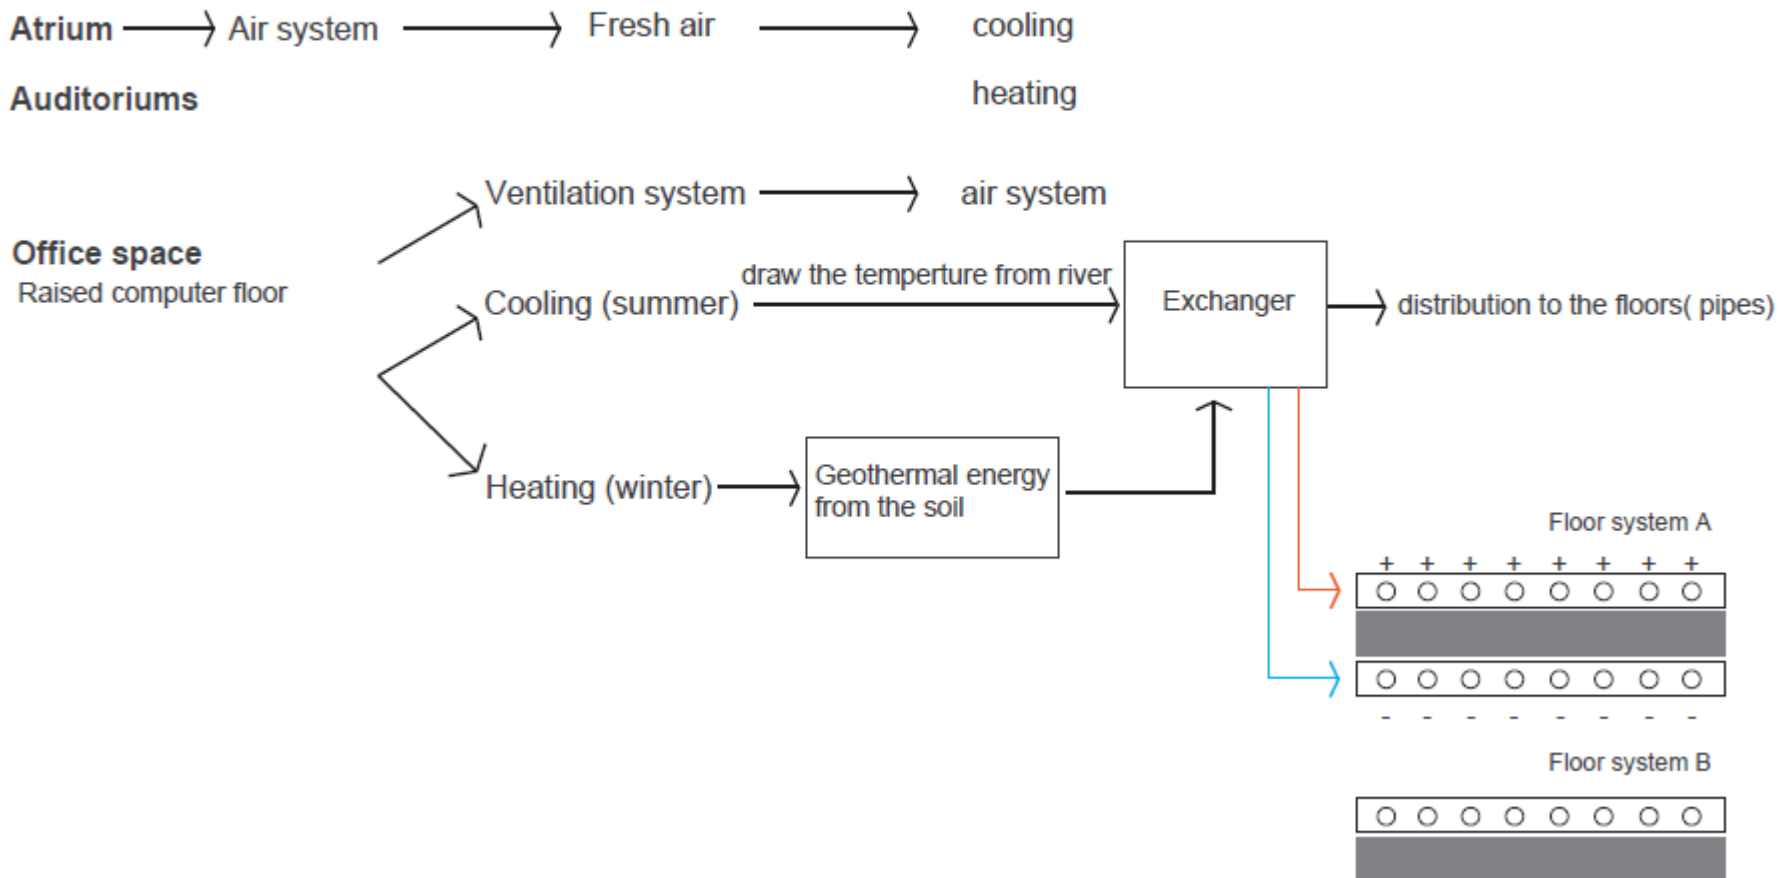 Atrium Air system Fresh air cooling
Auditoriums heating
Ventilation system air system
Office space
Raised computer floor
draw the temperture from river
Cooling (summer)
Exchanger
distribution to the floors( pipes)
Heating (winter)
Geothermal energy
from the soil
Floor system A
+ + + + + + + +
- - - - - - - -
Floor system B